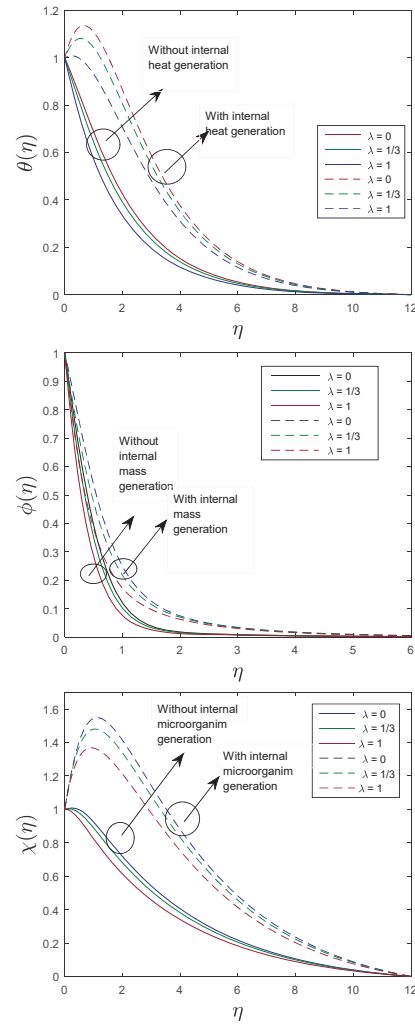 1.2
1
0.8
0.6
0.4
0.2
0
θ(η)
Without internal
heat generation
With internal
heat generation
λ = 0
λ = 1/3
λ = 1
λ = 0
λ = 1/3
λ = 1
0 2 4 6 8 10 12
η
1
0.9
0.8
0.7
0.6
0.5
0.4
0.3
0.2
0.1
0
ϕ(η)
Without
internal
mass
generation
With internal
mass
generation
λ = 0
λ = 1/3
λ = 1
λ = 0
λ = 1/3
λ = 1
0 1 2 3 4 5 6
η
1.6
1.4
1.2
1
0.8
0.6
0.4
0.2
0
χ(η)
Without internal
microorganim
generation
With internal
microorganim
generation
λ = 0
λ = 1/3
λ = 1
λ = 0
λ = 1/3
λ = 1
0 2 4 6 8 10 12
η